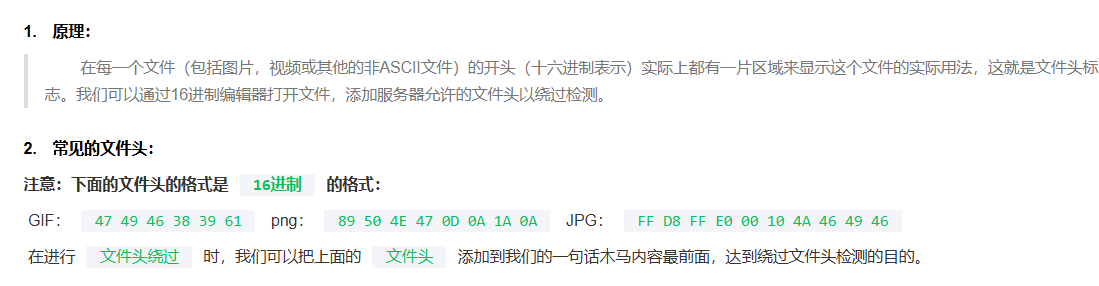 1. 原理：
在每一个文件（包括图片，视频或其他的非ASCII文件）的开头（十六进制表示）实际上都有一片区域来显示这个文件的实际用法，这就是文件头标
志。我们可以通过16进制编辑器打开文件，添加服务器允许的文件头以绕过检测。
2. 常见的文件头：
注意：下面的文件头的格式是 16进制 的格式：
GIF： 47 49 46 38 39 61 png： 89 50 4E 47 0D 0A 1A 0A JPG： FF D8 FF E0 00 10 4A 46 49 46
在进行 文件头绕过 时，我们可以把上面的 文件头 添加到我们的一句话木马内容最前面，达到绕过文件头检测的目的。